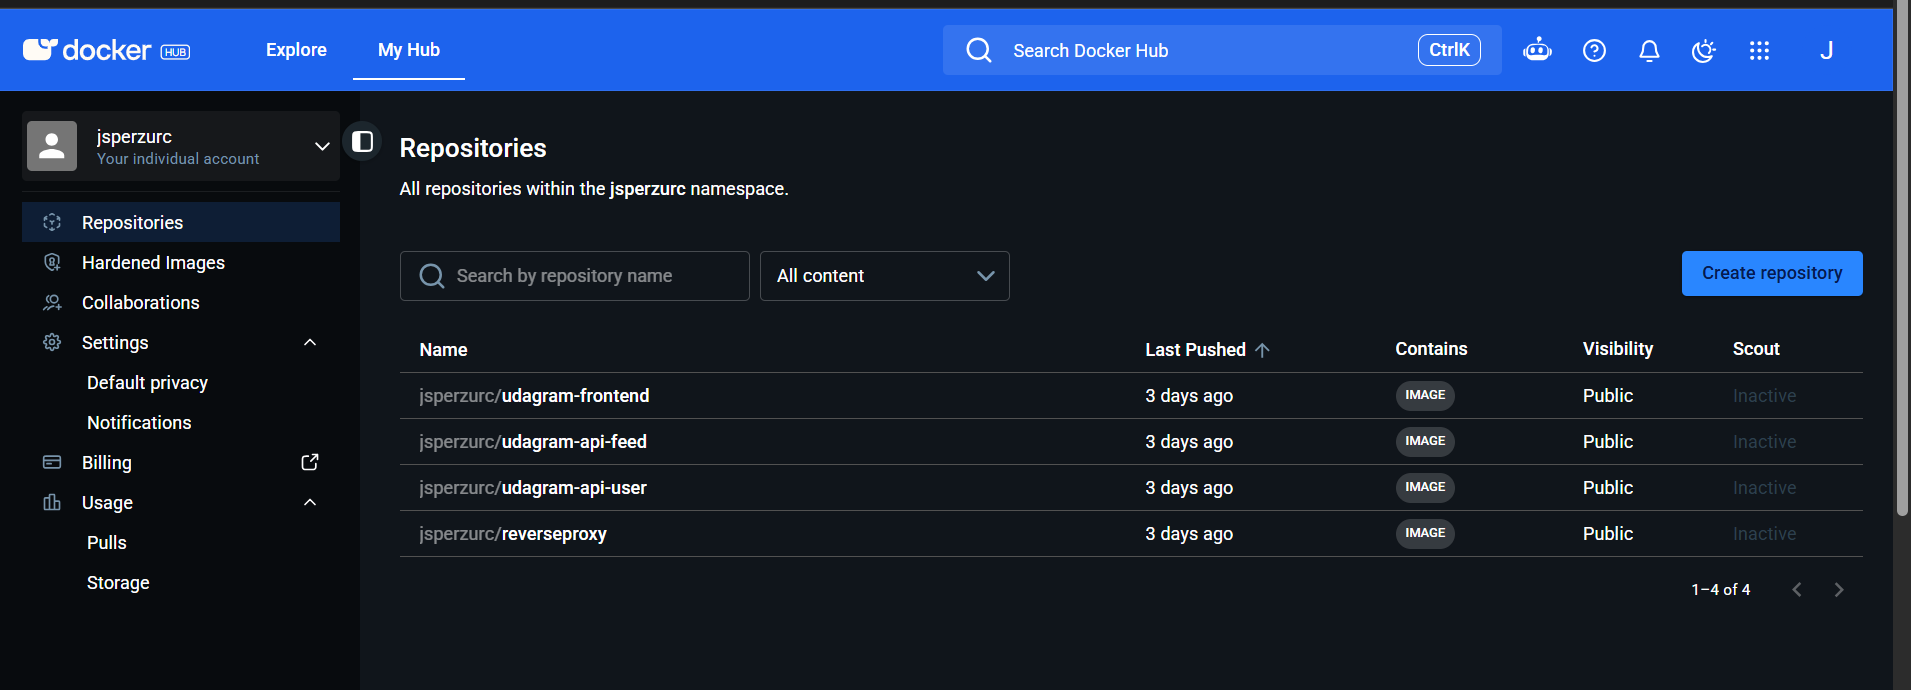 docker HUB
Explore
My Hub
Search Docker Hub
CtrlK
J
jsperzurc
Your individual account
Repositories
Hardened Images
Collaborations
Settings
Default privacy
Notifications
Billing
Usage
Pulls
Storage
Repositories
All repositories within the jsperzurc namespace.
Search by repository name
All content
Create repository
Name Last Pushed Contains Visibility Scout
jsperzurc/udagram-frontend 3 days ago IMAGE Public Inactive
jsperzurc/udagram-api-feed 3 days ago IMAGE Public Inactive
jsperzurc/udagram-api-user 3 days ago IMAGE Public Inactive
jsperzurc/reverseproxy 3 days ago IMAGE Public Inactive
1–4 of 4